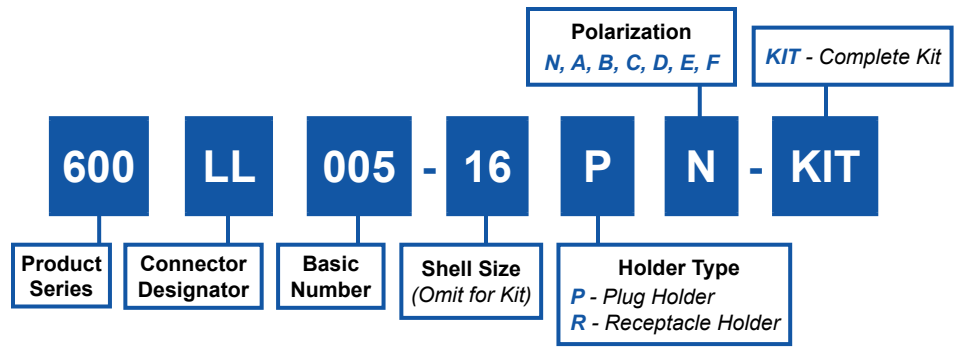 Polarization
N, A, B, C, D, E, F
KIT - Complete Kit
600 LL 005 - 16 P N - KIT
Product
Series
Connector
Designator
Basic
Number
Shell Size
(Omit for Kit)
Holder Type
P - Plug Holder
R - Receptacle Holder